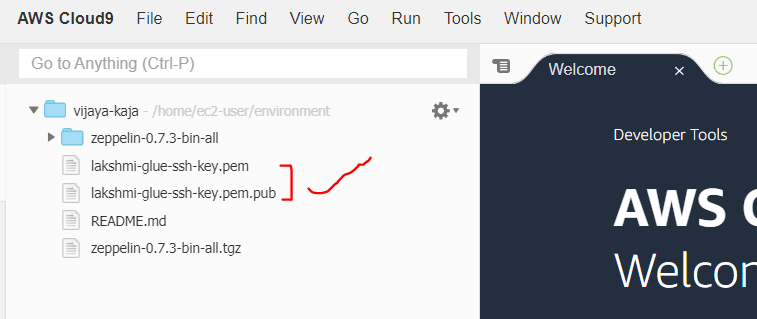 AWS Cloud9 File Edit Find View Go Run Tools Window Support
Go to Anything (Ctrl-P)
Welcome
vijaya-kaja - /home/ec2-user/environment
zeppelin-0.7.3-bin-all
lakshmi-glue-ssh-key.pem
lakshmi-glue-ssh-key.pem.pub
README.md
zeppelin-0.7.3-bin-all.tgz
Developer Tools
AWS
Welcom